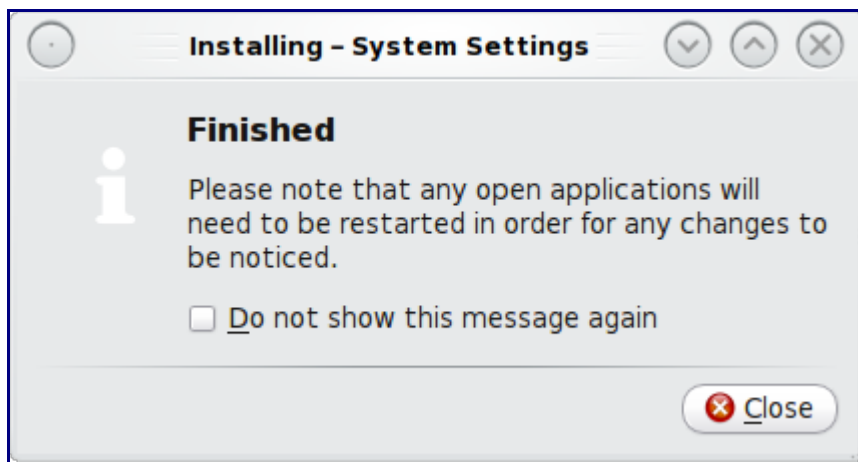 Installing – System Settings
Finished
Please note that any open applications will
need to be restarted in order for any changes to
be noticed.
Do not show this message again
Close